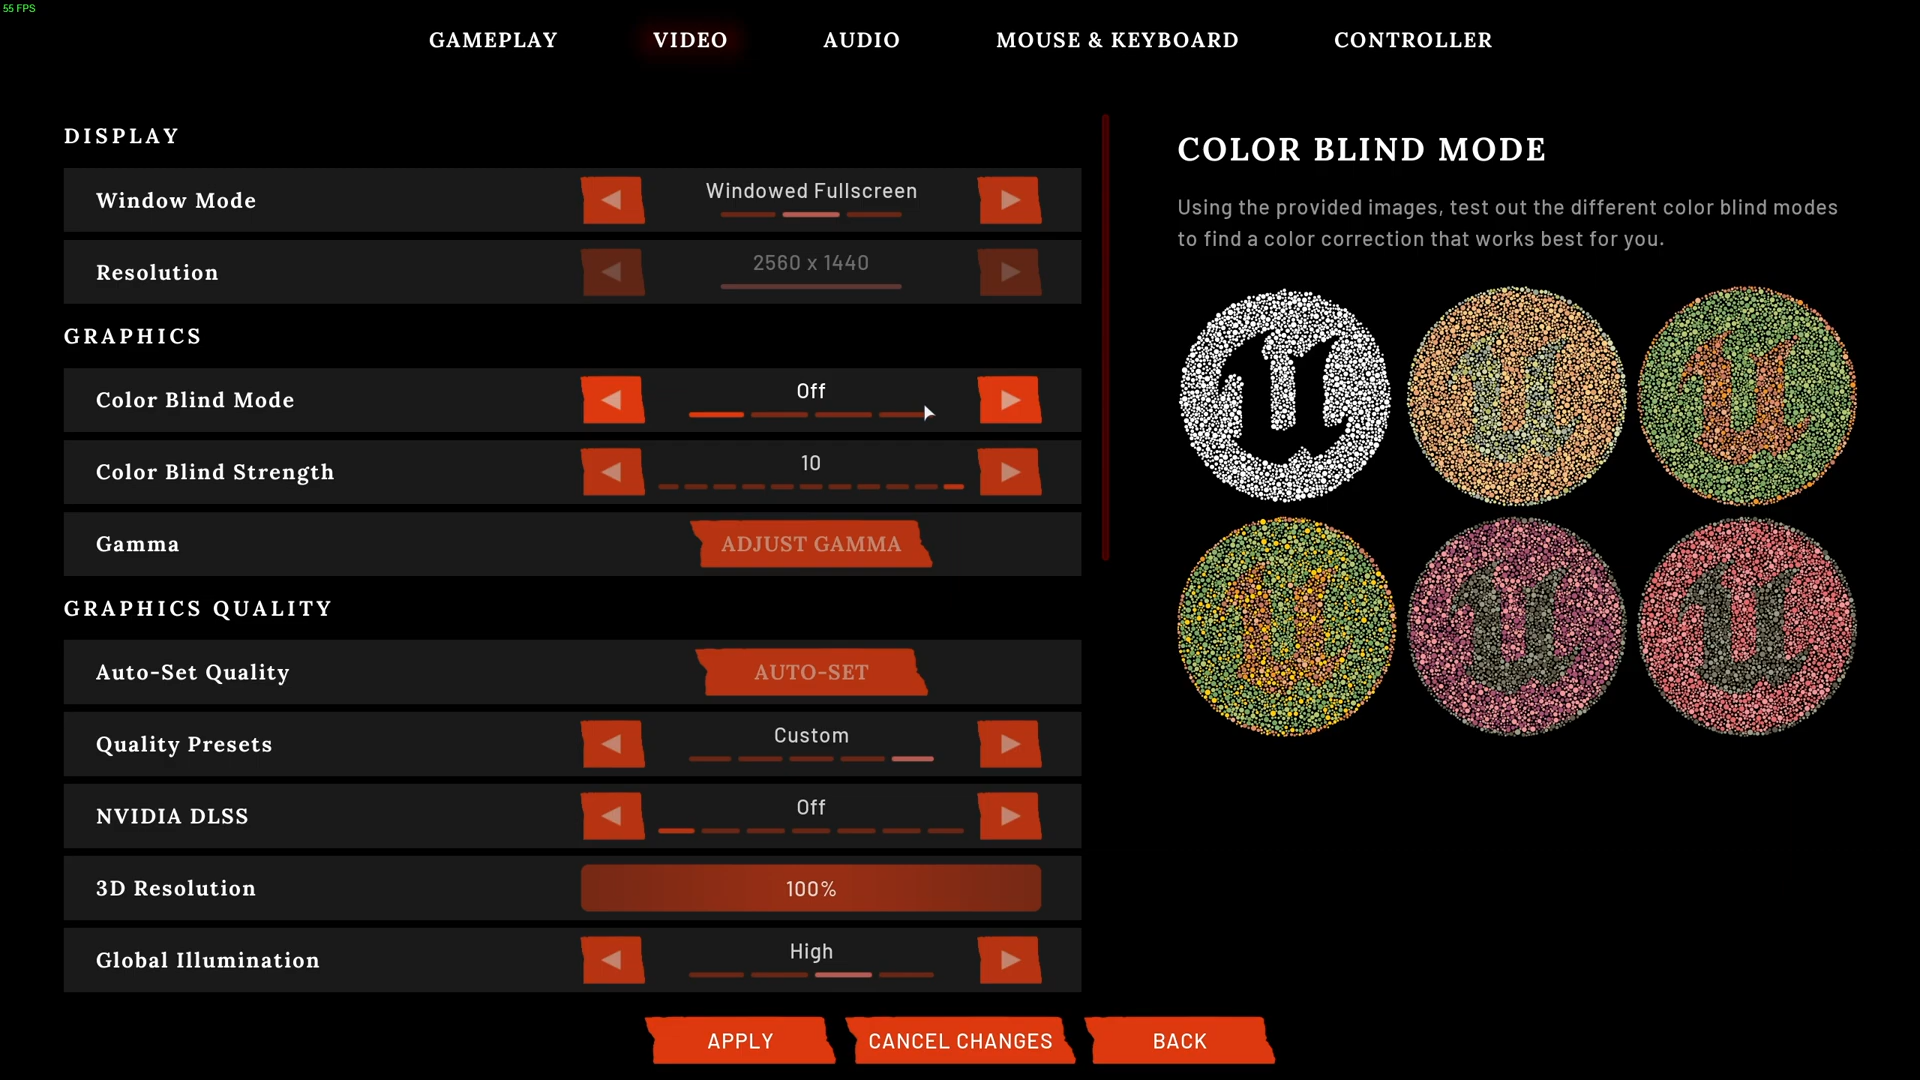 55 FPS
GAMEPLAY
VIDEO
AUDIO
MOUSE & KEYBOARD
CONTROLLER
DISPLAY
Window Mode
Windowed Fullscreen
Resolution
2560 x 1440
GRAPHICS
Color Blind Mode
Off
Color Blind Strength
10
Gamma
ADJUST GAMMA
GRAPHICS QUALITY
Auto-Set Quality
AUTO-SET
Quality Presets
Custom
NVIDIA DLSS
Off
3D Resolution
100%
Global Illumination
High
COLOR BLIND MODE
Using the provided images, test out the different color blind modes
to find a color correction that works best for you.
APPLY
CANCEL CHANGES
BACK